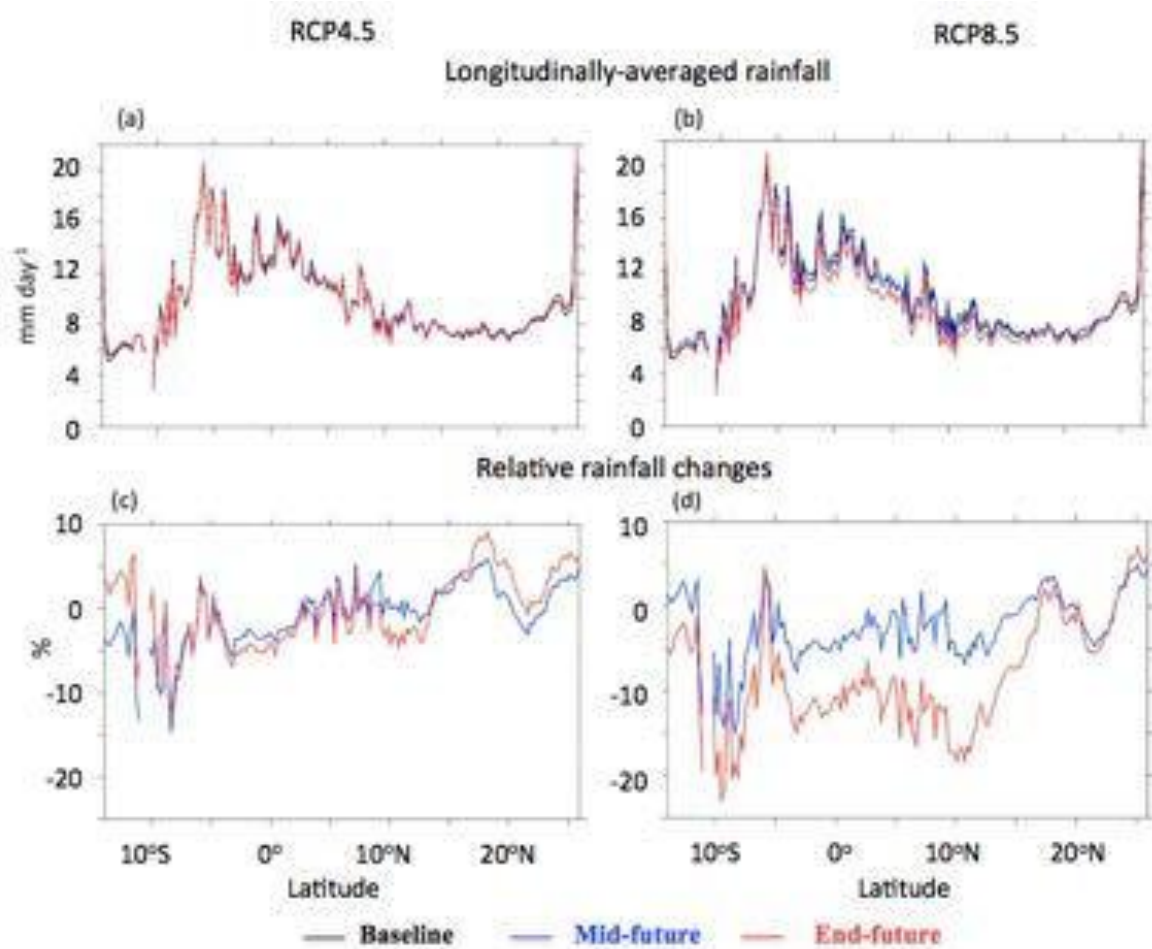 RCP4.5 RCP8.5
Longitudinally-averaged rainfall
(a) (b)
20 20
16 16
12 12
8 8
4 4
0 0
mm day⁻¹
Relative rainfall changes
(c) (d)
10 10
0 0
-10 -10
-20 -20
%
10°S 0° 10°N 20°N 10°S 0° 10°N 20°N
Latitude Latitude
Baseline Mid-future End-future